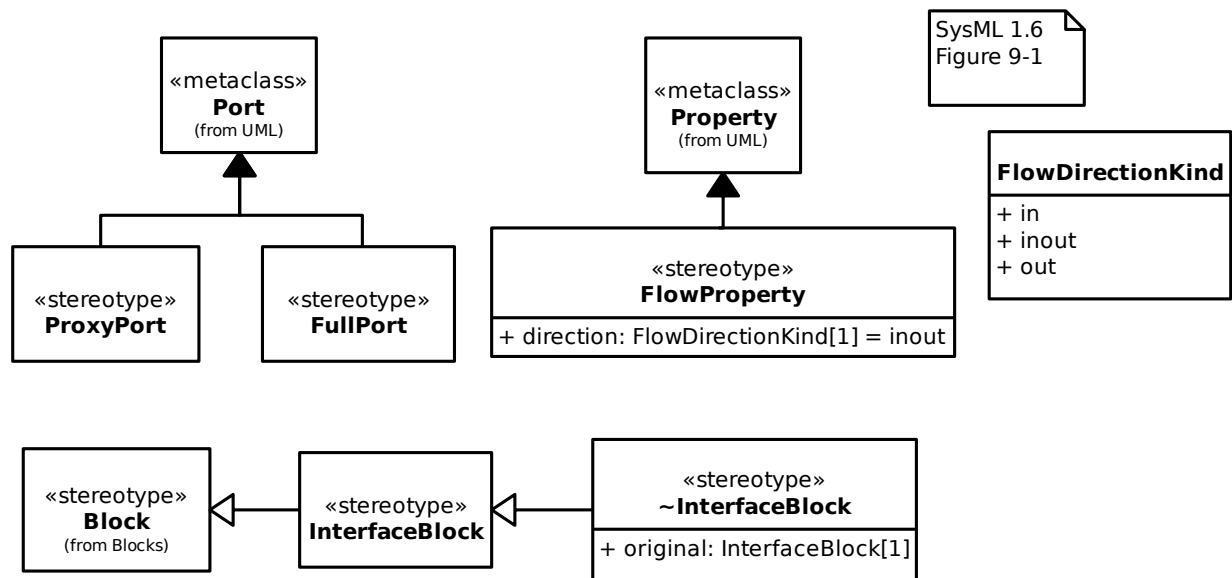 «metaclass»
Port
(from UML)
«metaclass»
Property
(from UML)
SysML 1.6
Figure 9-1
FlowDirectionKind
+ in
+ inout
+ out
«stereotype»
ProxyPort
«stereotype»
FullPort
«stereotype»
FlowProperty
+ direction: FlowDirectionKind[1] = inout
«stereotype»
Block
(from Blocks)
«stereotype»
InterfaceBlock
«stereotype»
~InterfaceBlock
+ original: InterfaceBlock[1]